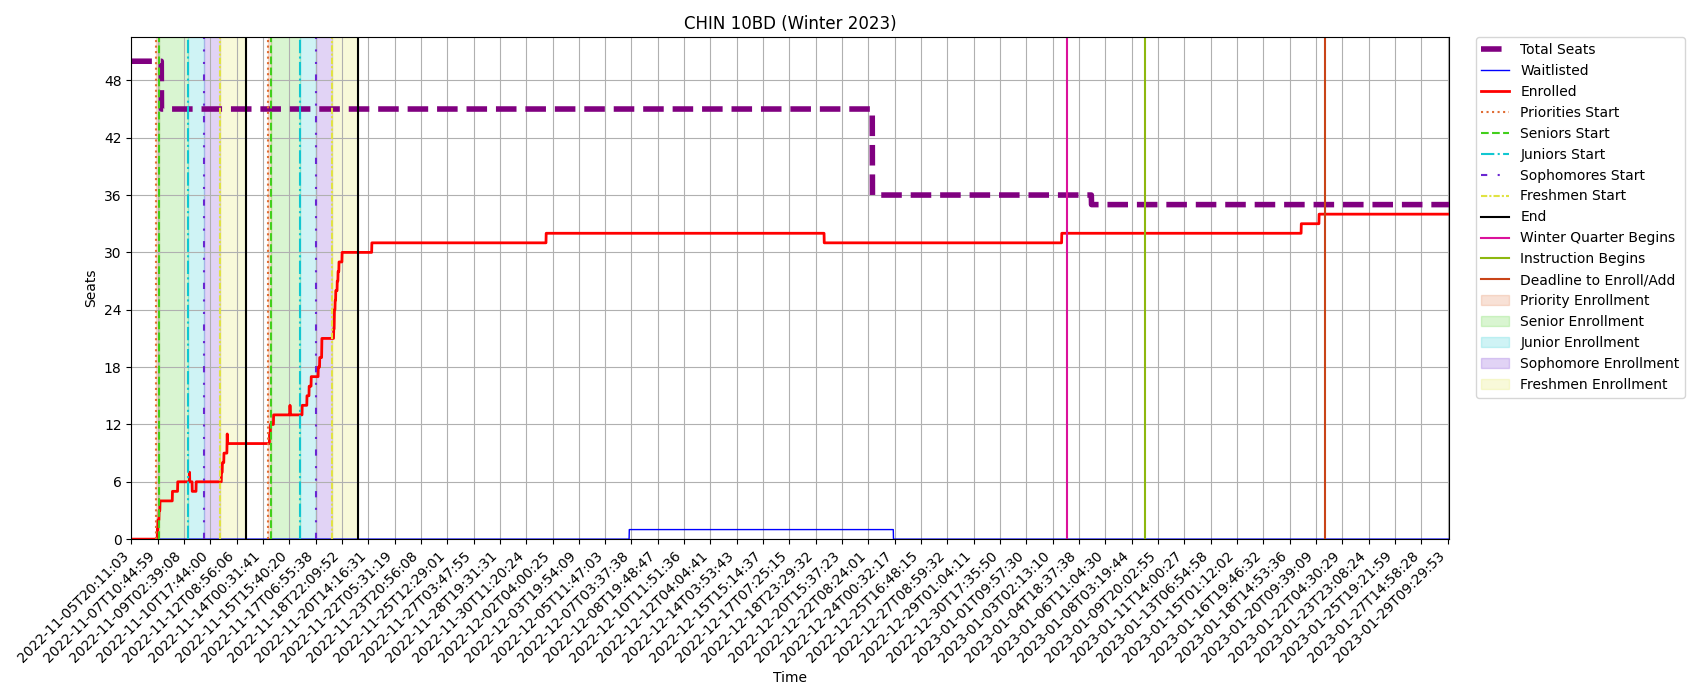 CHIN 10BD (Winter 2023)
Seats
48
42
36
30
24
18
12
6
0
2022-11-05T20:11:03
2022-11-07T10:44:59
2022-11-09T02:39:08
2022-11-10T17:44:00
2022-11-12T08:56:06
2022-11-14T00:31:41
2022-11-15T15:40:20
2022-11-17T06:55:38
2022-11-18T22:09:52
2022-11-20T14:16:31
2022-11-22T05:31:19
2022-11-23T20:56:08
2022-11-25T12:29:01
2022-11-27T03:47:55
2022-11-28T19:31:31
2022-11-30T11:20:24
2022-12-02T04:00:25
2022-12-03T19:54:09
2022-12-05T11:47:03
2022-12-07T03:37:38
2022-12-08T19:48:47
2022-12-10T11:51:36
2022-12-12T04:04:41
2022-12-14T03:53:43
2022-12-15T15:14:37
2022-12-17T07:25:15
2022-12-18T23:29:32
2022-12-20T15:37:23
2022-12-22T08:24:01
2022-12-24T00:32:17
2022-12-25T16:48:15
2022-12-27T08:59:32
2022-12-29T01:04:11
2022-12-30T17:35:50
2023-01-01T09:57:30
2023-01-03T02:13:10
2023-01-04T18:37:38
2023-01-06T11:04:30
2023-01-08T03:19:44
2023-01-09T20:02:55
2023-01-11T14:00:27
2023-01-13T06:54:58
2023-01-15T01:12:02
2023-01-16T19:46:32
2023-01-18T14:53:36
2023-01-20T09:39:09
2023-01-22T04:30:29
2023-01-23T23:08:24
2023-01-25T19:21:59
2023-01-27T14:58:28
2023-01-29T09:29:53
Time
Total Seats
Waitlisted
Enrolled
Priorities Start
Seniors Start
Juniors Start
Sophomores Start
Freshmen Start
End
Winter Quarter Begins
Instruction Begins
Deadline to Enroll/Add
Priority Enrollment
Senior Enrollment
Junior Enrollment
Sophomore Enrollment
Freshmen Enrollment